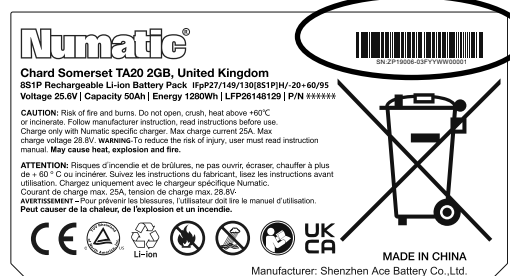 Numatic®
SN:ZP19006-03FYYWW00001
Chard Somerset TA20 2GB, United Kingdom
8S1P Rechargeable Li-ion Battery Pack IFpP27/149/130[8S1P]H/-20+60/95
Voltage 25.6V | Capacity 50Ah | Energy 1280Wh | LFP26148129 | P/N ******
CAUTION: Risk of fire and burns. Do not open, crush, heat above +60°C
or incinerate. Follow manufacturer instruction, read instructions before use.
Charge only with Numatic specific charger. Max charge current 25A. Max
charge voltage 28.8V. WARNING-To reduce the risk of injury, user must read instruction
manual. May cause heat, explosion and fire.
ATTENTION: Risques d'incendie et de brûlures, ne pas ouvrir, écraser, chauffer à plus
de + 60 ° C ou incinérer. Suivez les instructions du fabricant, lisez les instructions avant
utilisation. Chargez uniquement avec le chargeur spécifique Numatic.
Courant de charge max. 25A, tension de charge max. 28.8V-
AVERTISSEMENT – Pour prévenir les blessures, l'utilisateur doit lire le manuel d'utilisation.
Peut causer de la chaleur, de l'explosion et un incendie.
CE
Li-ion
UK
CA
MADE IN CHINA
Manufacturer: Shenzhen Ace Battery Co.,Ltd.